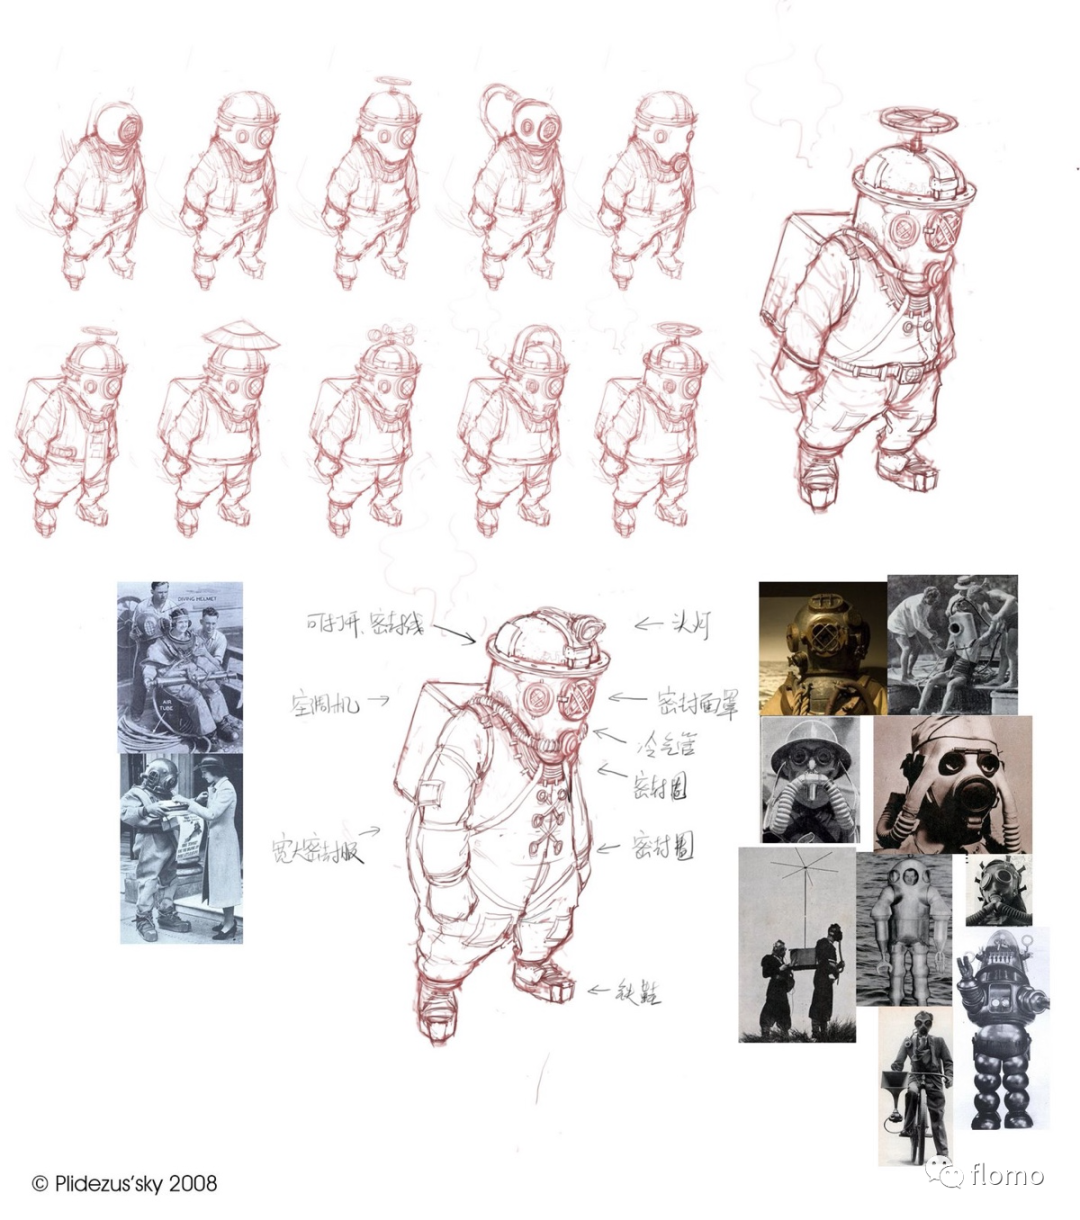 DIVING HELMET
AIR
TUBE
可打开、密封线
头灯
空调机
密封面罩
冷气管
密封圈
宽大密封服
密封圈
铁鞋
© Plidezus'sky 2008
flomo